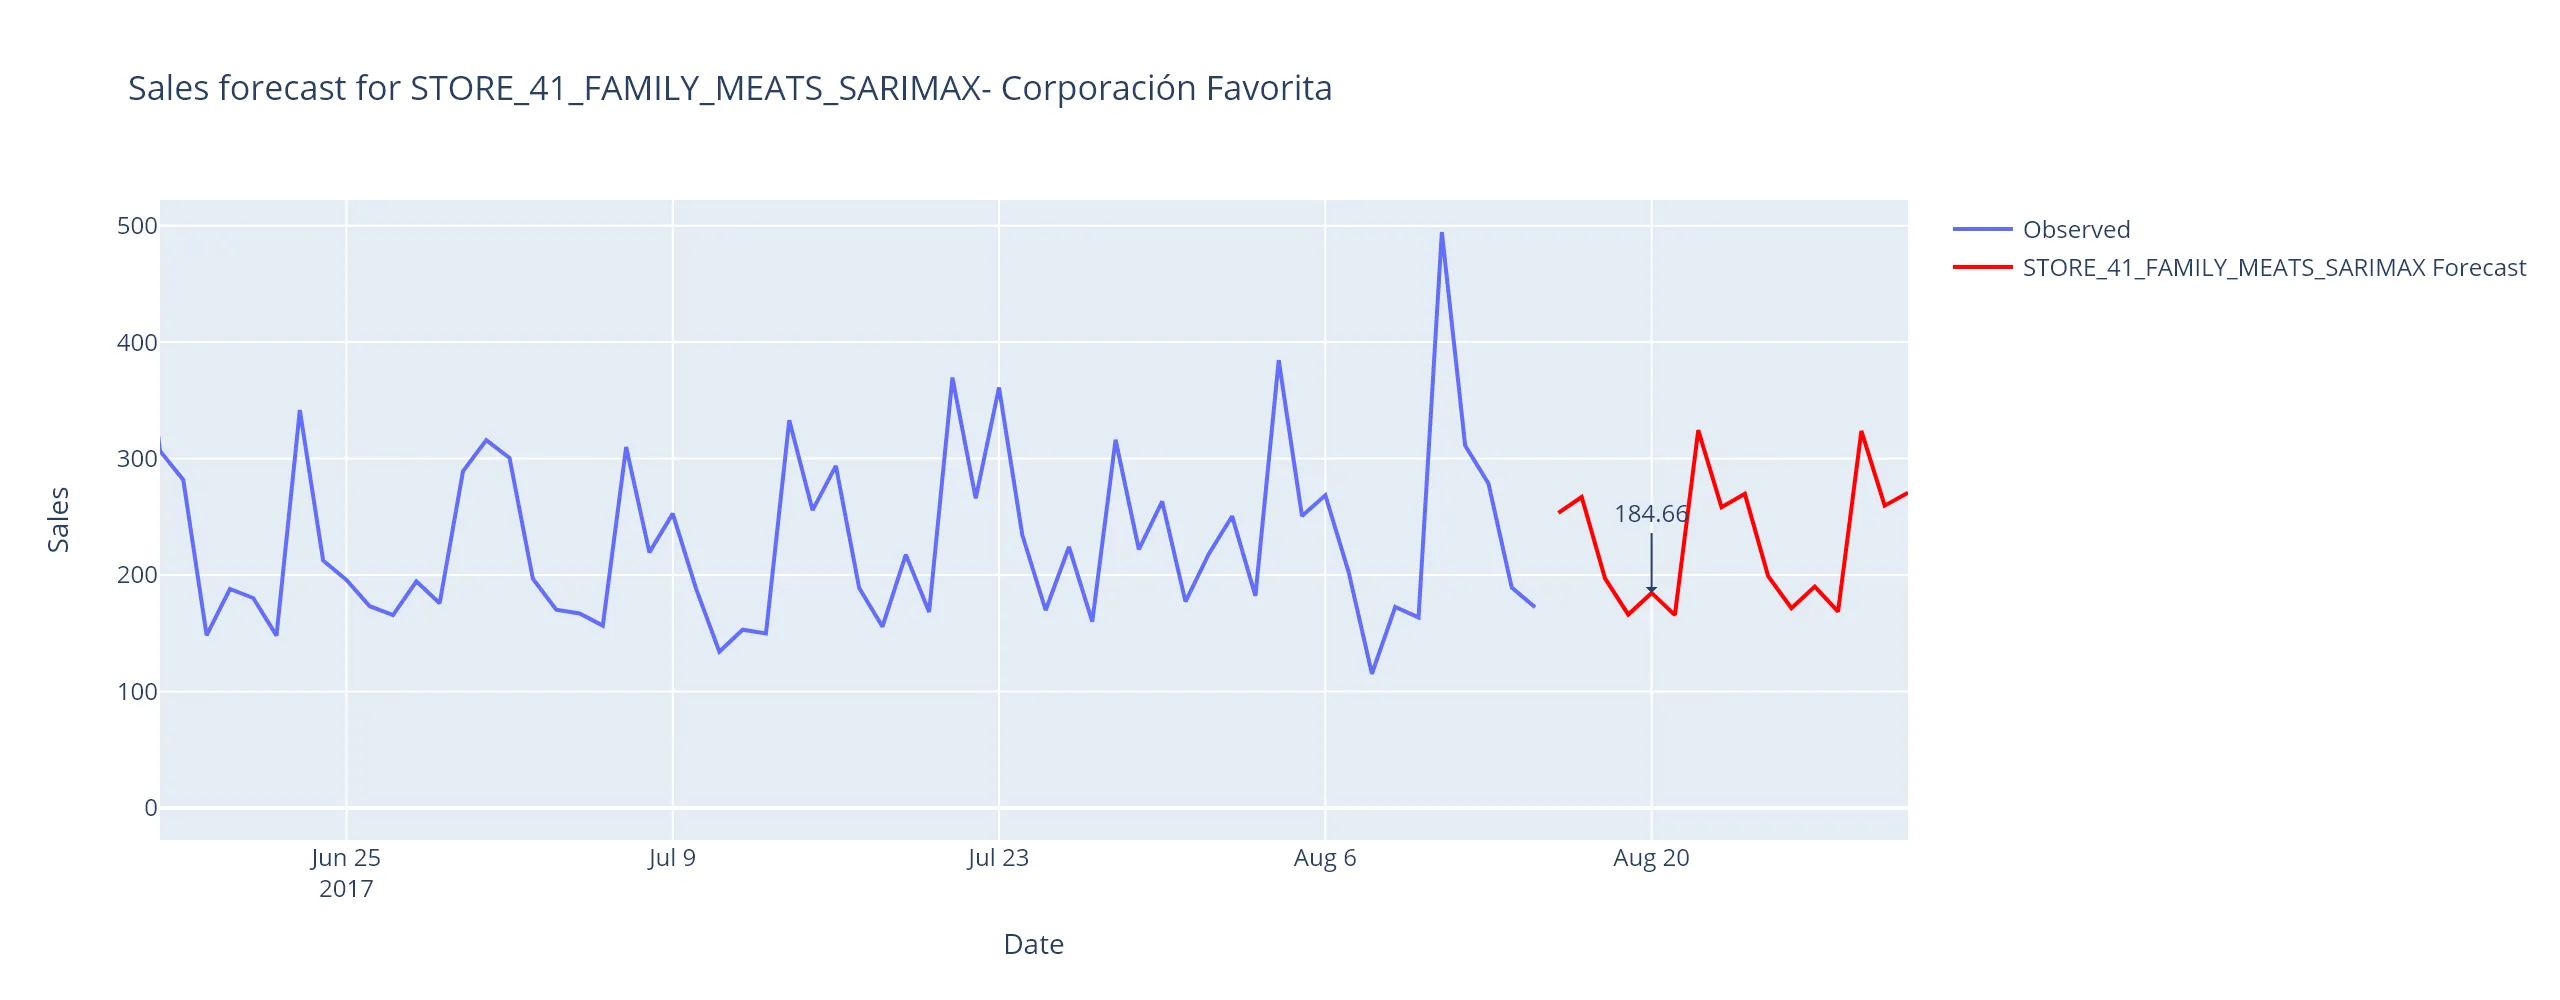 Sales forecast for STORE_41_FAMILY_MEATS_SARIMAX- Corporación Favorita
Observed
STORE_41_FAMILY_MEATS_SARIMAX Forecast
500
400
300
200
100
0
Sales
184.66
Jun 25
2017
Jul 9
Jul 23
Aug 6
Aug 20
Date